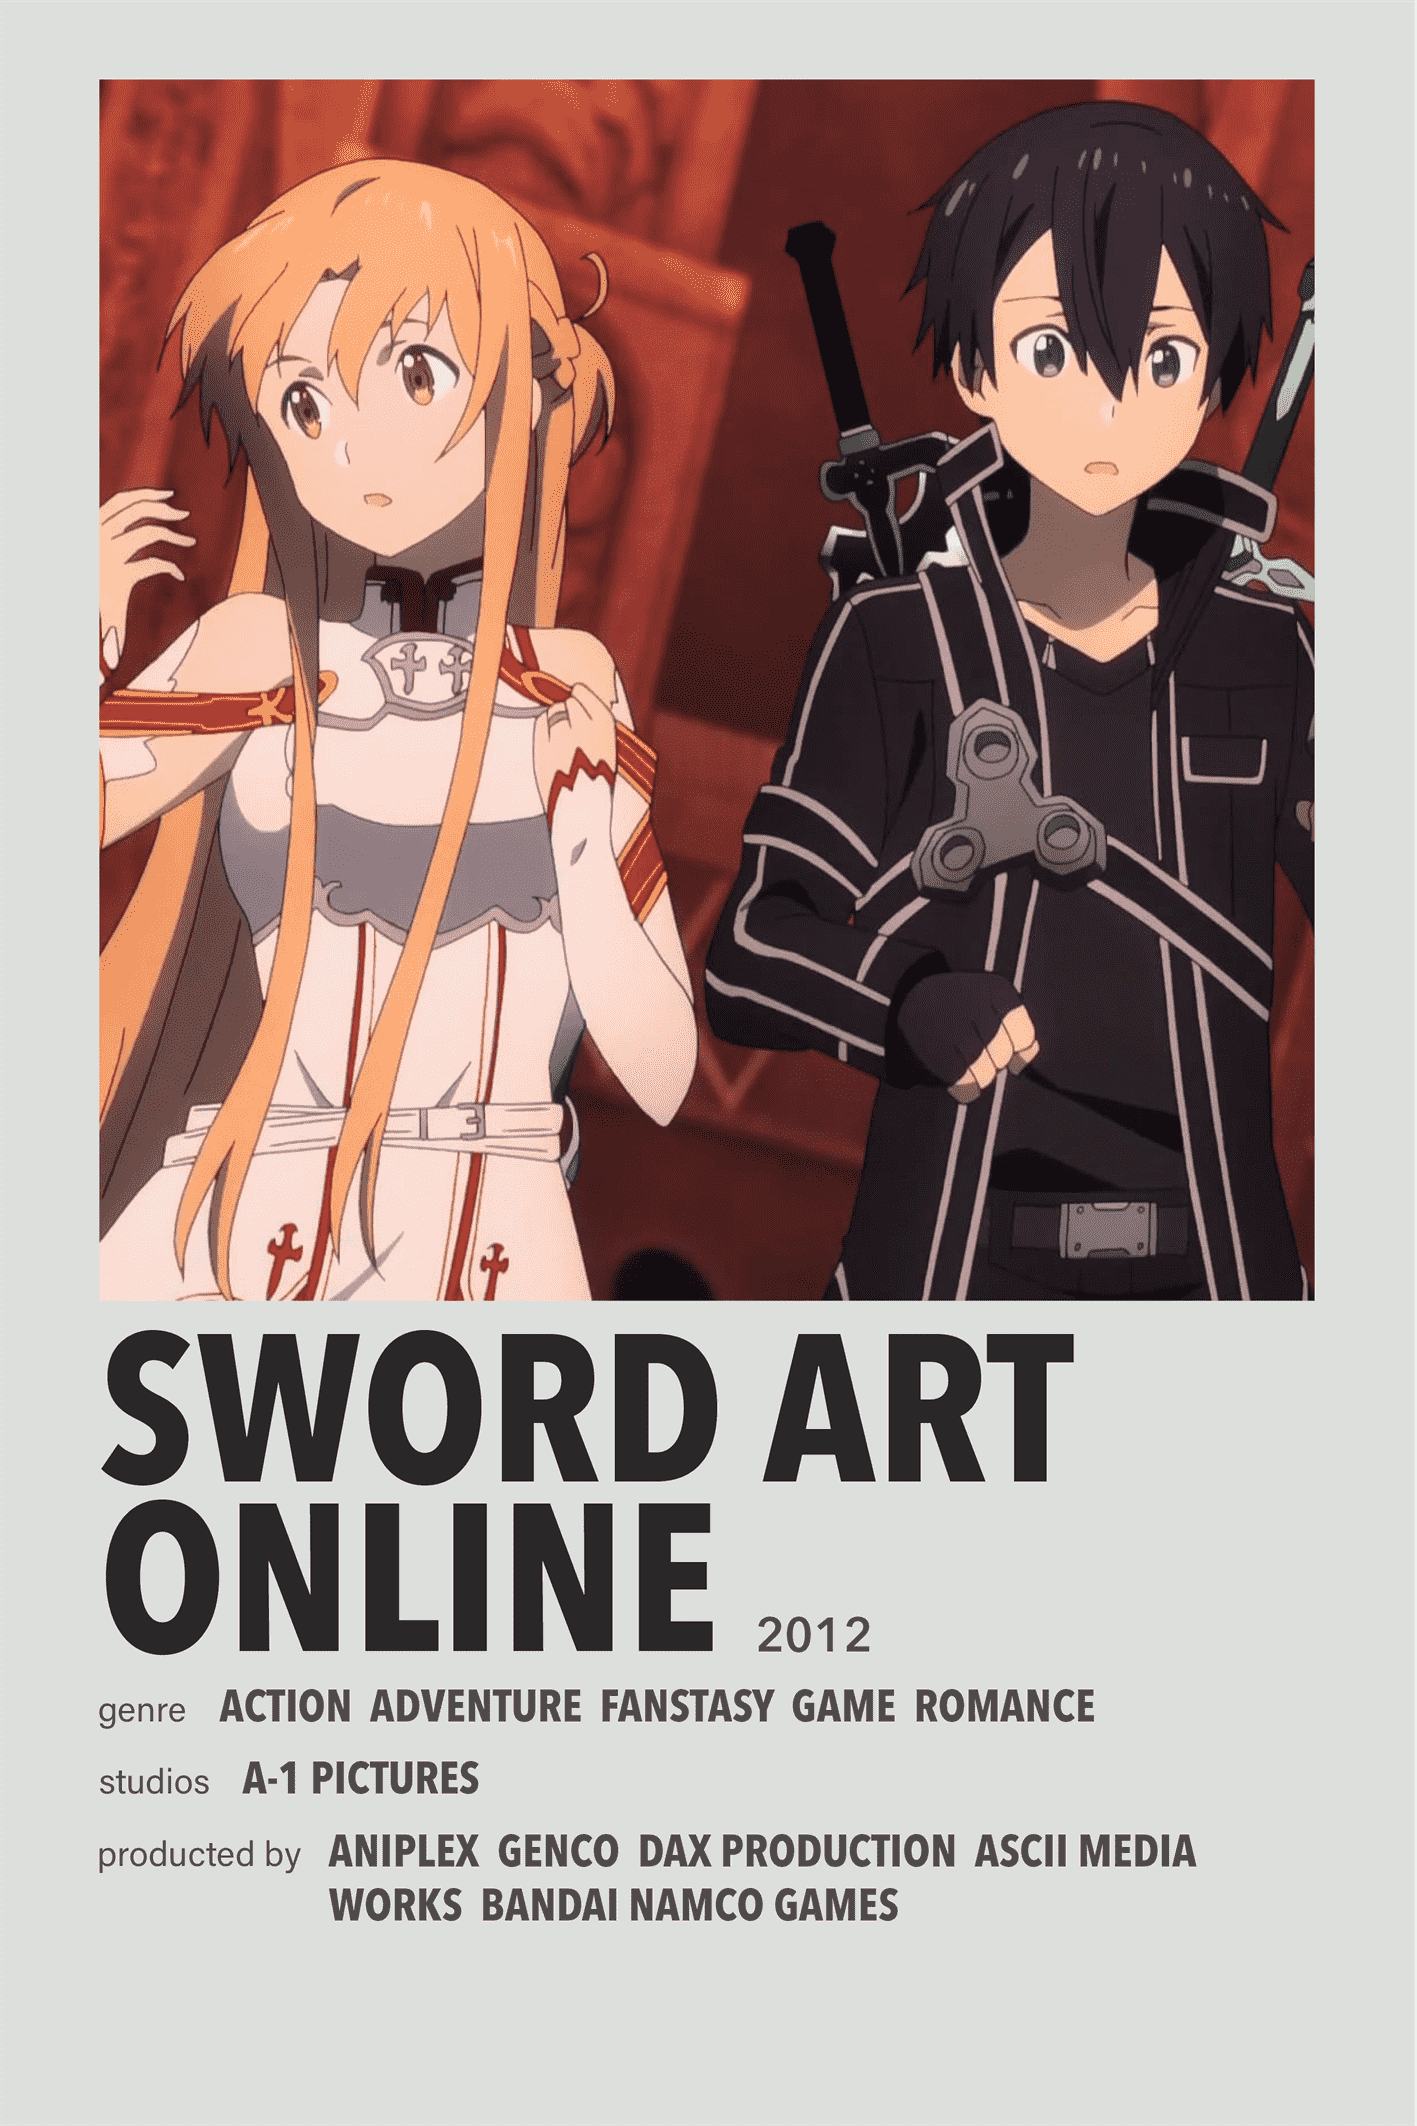 SWORD ART
ONLINE 2012
genre ACTION ADVENTURE FANSTASY GAME ROMANCE
studios A-1 PICTURES
producted by ANIPLEX GENCO DAX PRODUCTION ASCII MEDIA
WORKS BANDAI NAMCO GAMES